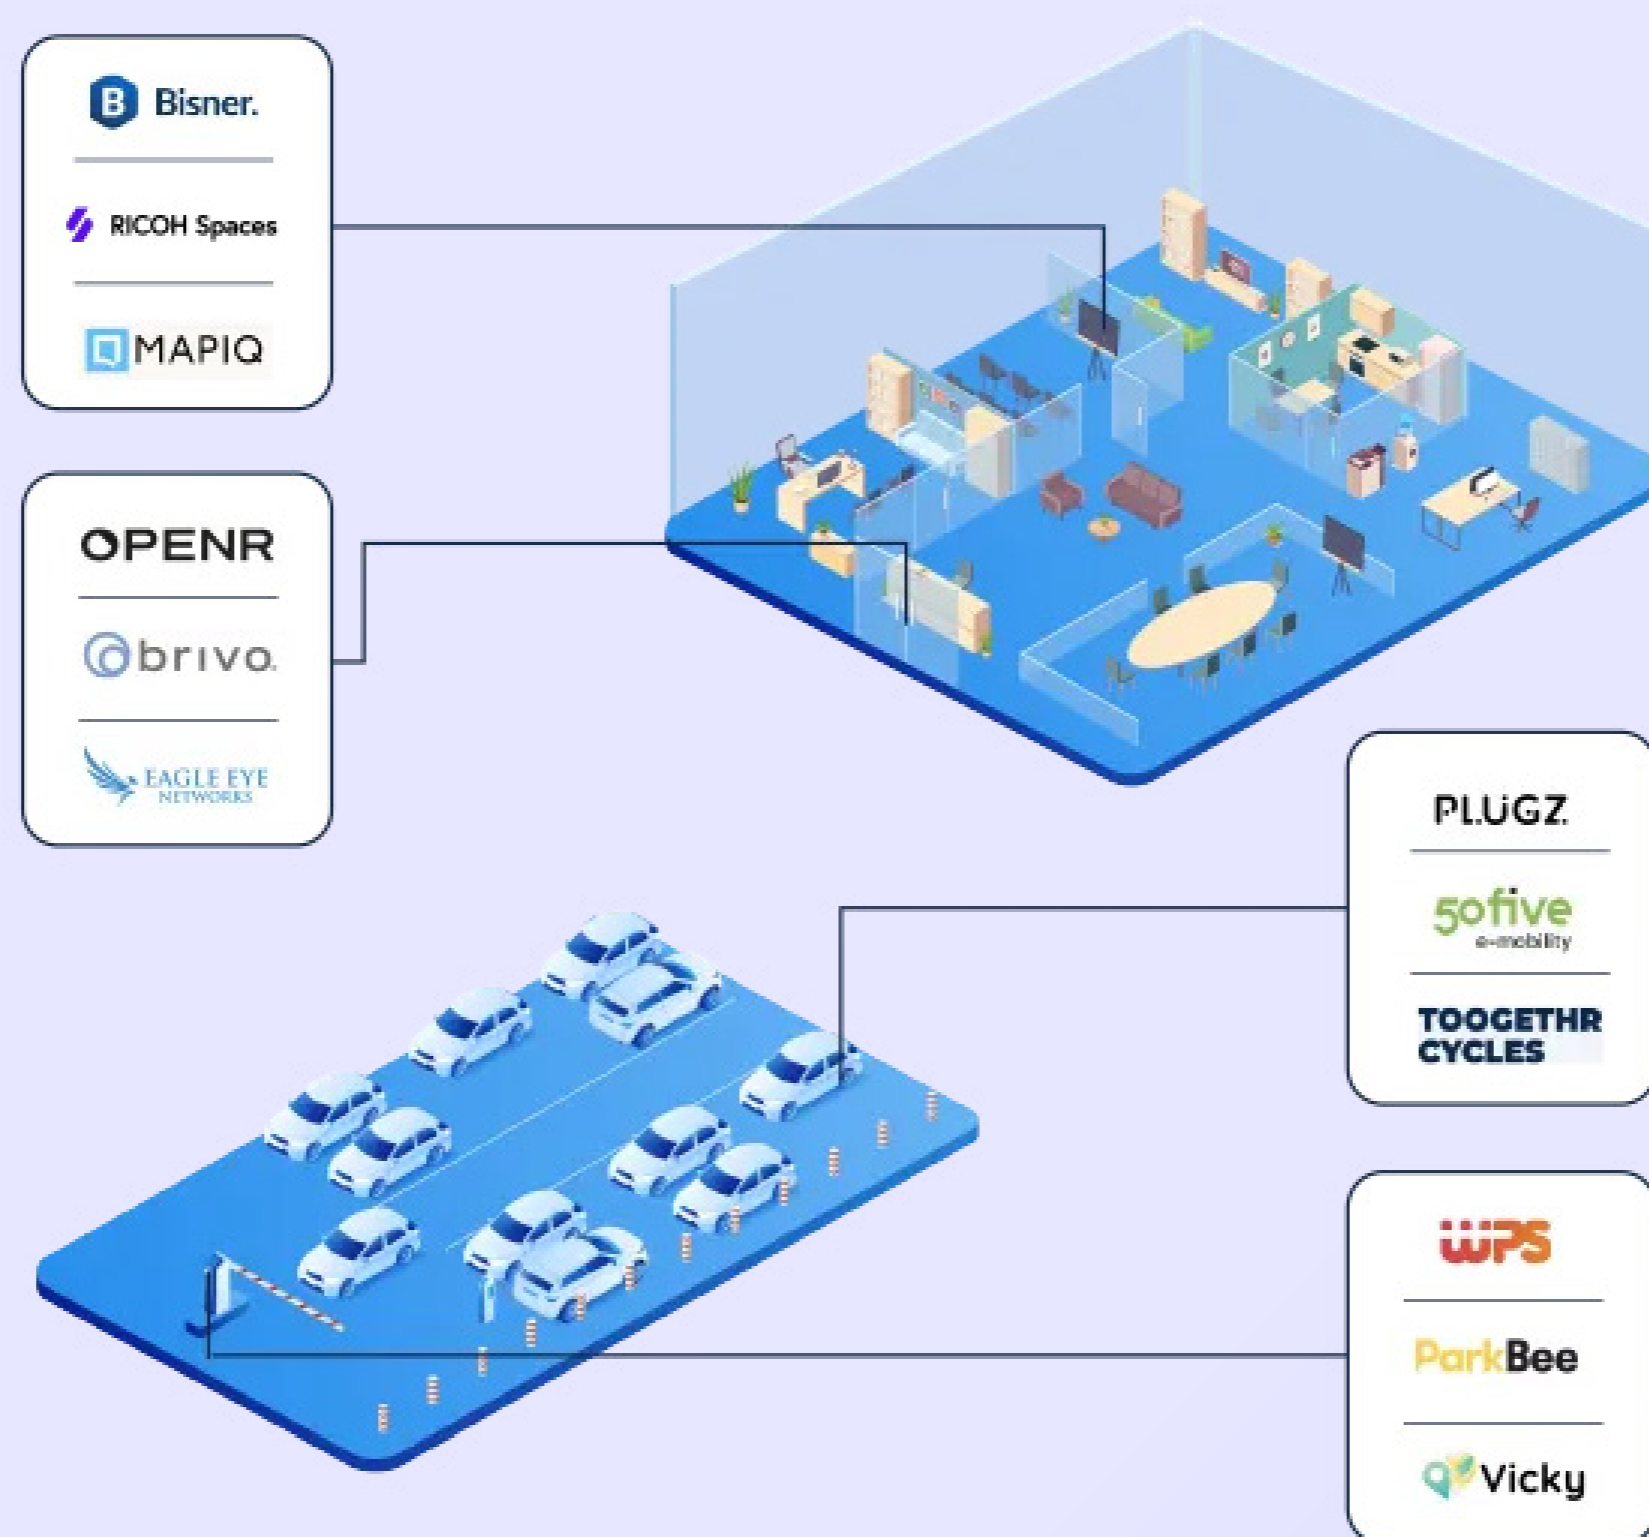 Bisner.
RICOH Spaces
MAPIQ
OPENR
brivo.
EAGLE EYE
NETWORKS
PLUGZ.
50five
e-mobility
TOOGETHR
CYCLES
WPS
ParkBee
Vicky